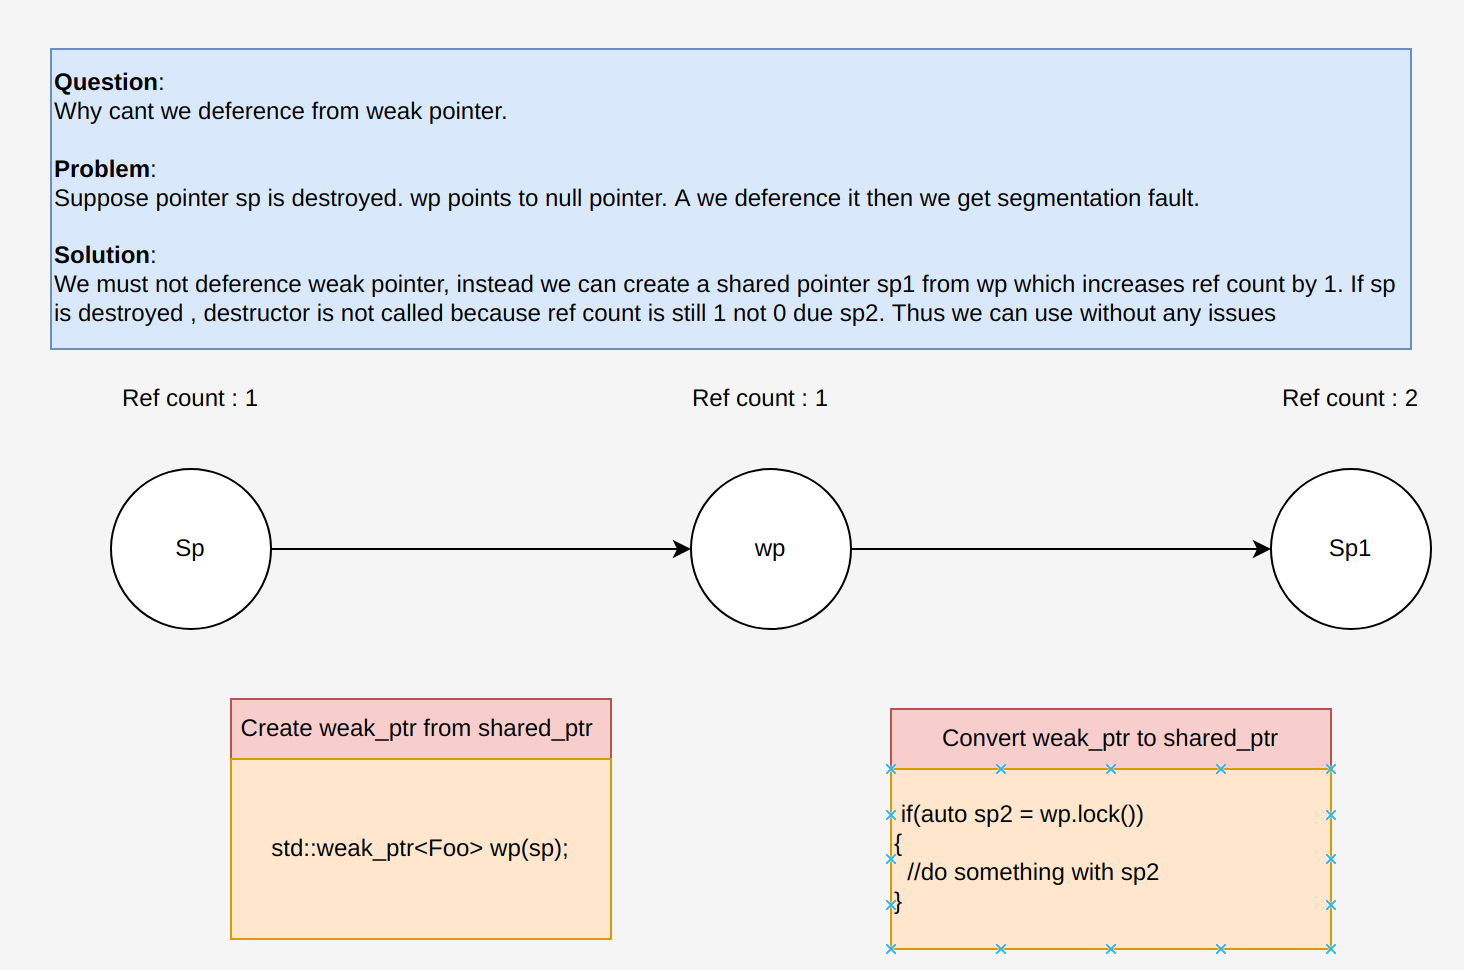 Question:
Why cant we deference from weak pointer.
Problem:
Suppose pointer sp is destroyed. wp points to null pointer. A we deference it then we get segmentation fault.
Solution:
We must not deference weak pointer, instead we can create a shared pointer sp1 from wp which increases ref count by 1. If sp
is destroyed , destructor is not called because ref count is still 1 not 0 due sp2. Thus we can use without any issues
Ref count : 1
Ref count : 1
Ref count : 2
Sp
wp
Sp1
Create weak_ptr from shared_ptr
std::weak_ptr<Foo> wp(sp);
Convert weak_ptr to shared_ptr
if(auto sp2 = wp.lock())
{
//do something with sp2
}